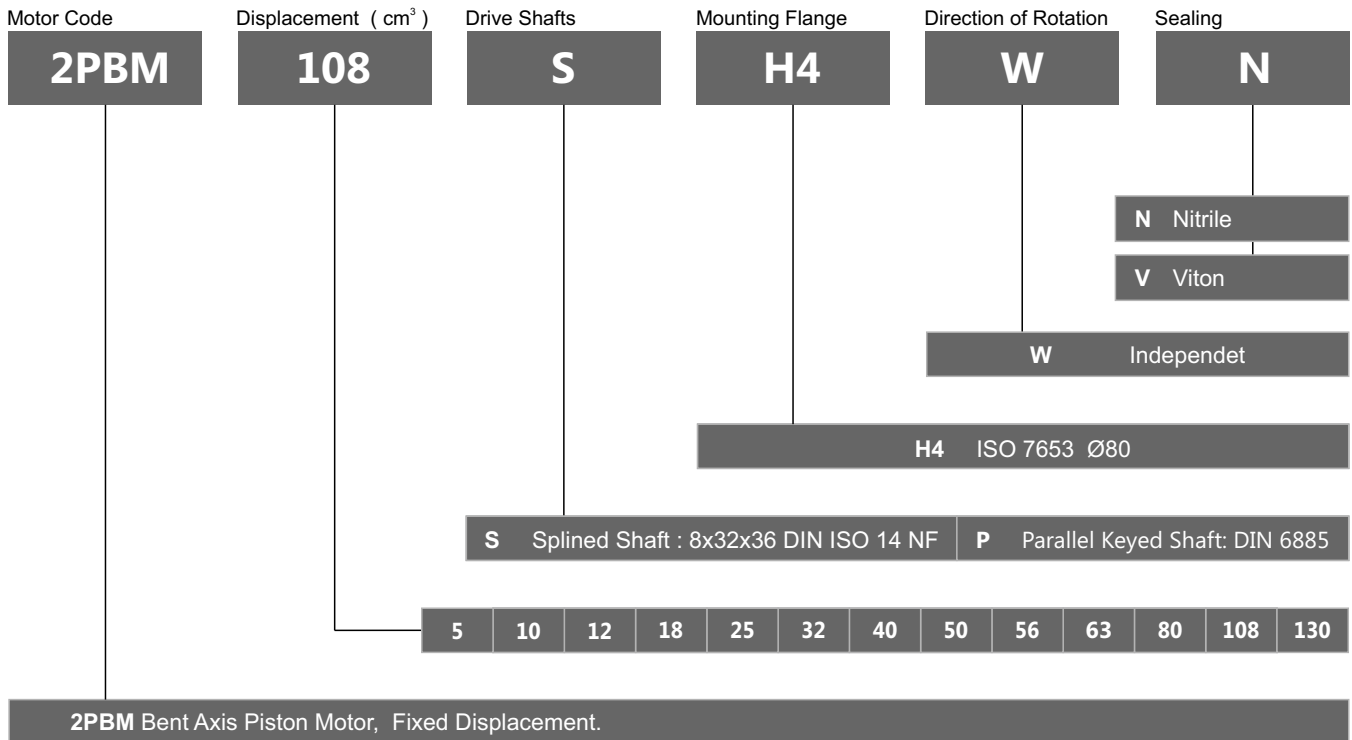 Motor Code Displacement ( cm³ ) Drive Shafts Mounting Flange Direction of Rotation Sealing
2PBM 108 S H4 W N
N Nitrile
V Viton
W Independet
H4 ISO 7653 Ø80
S Splined Shaft : 8x32x36 DIN ISO 14 NF P Parallel Keyed Shaft: DIN 6885
5 10 12 18 25 32 40 50 56 63 80 108 130
2PBM Bent Axis Piston Motor, Fixed Displacement.